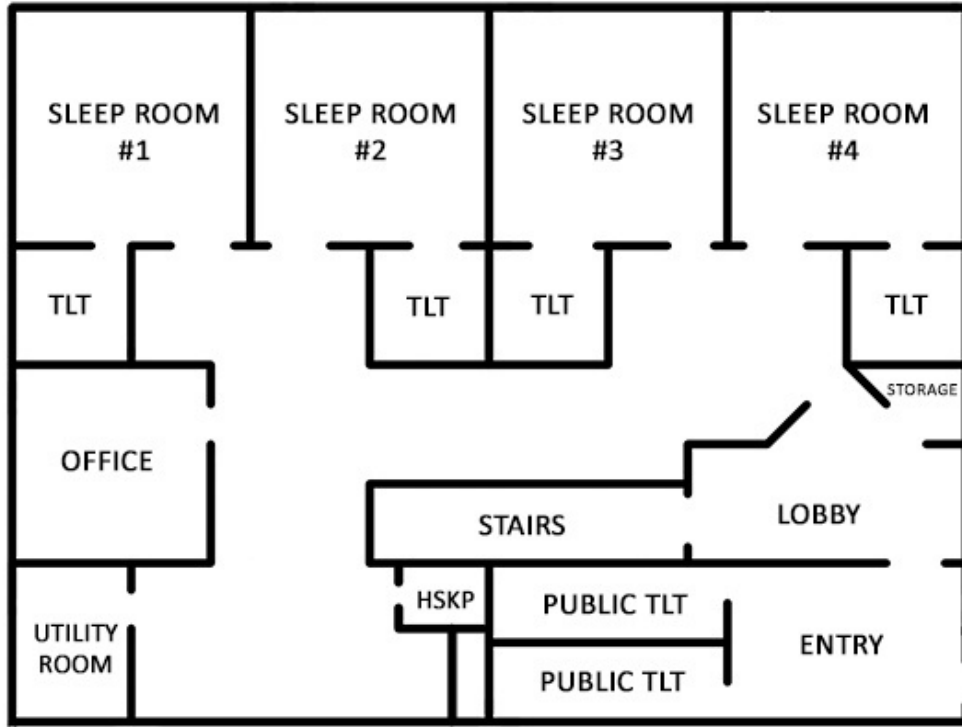 SLEEP ROOM
#1
SLEEP ROOM
#2
SLEEP ROOM
#3
SLEEP ROOM
#4
TLT
TLT
TLT
TLT
STORAGE
OFFICE
STAIRS
LOBBY
HSKP
PUBLIC TLT
UTILITY
ROOM
ENTRY
PUBLIC TLT